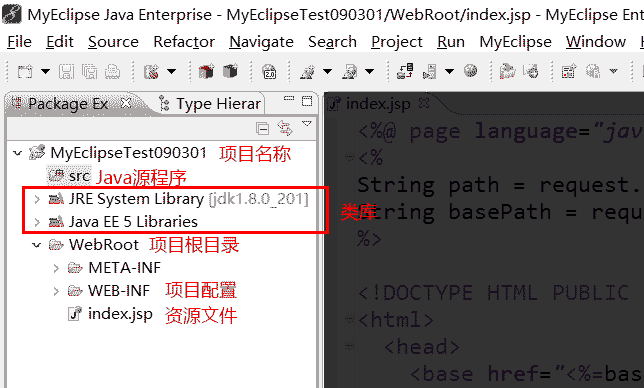 MyEclipse Java Enterprise - MyEclipseTest090301/WebRoot/index.jsp - MyEclipse Ent
File Edit Source Refactor Navigate Search Project Run MyEclipse Window H
2.0
Package Ex Type Hierar
index.jsp
MyEclipseTest090301 项目名称
src Java源程序
JRE System Library [jdk1.8.0_201]
Java EE 5 Libraries
类库
WebRoot 项目根目录
META-INF
WEB-INF 项目配置
index.jsp 资源文件
<%@ page language="jav
<%
String path = request.
String basePath = requ
%>
<!DOCTYPE HTML PUBLIC
<html>
<head>
<base href="<%=bas